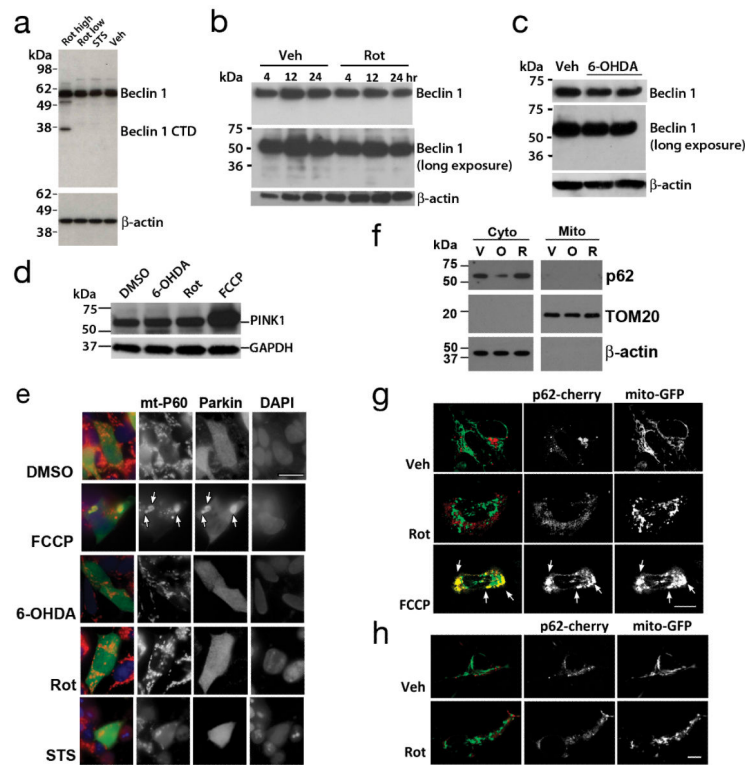 a
Rot high
Rot low
STS
Veh
kDa
98
62
49
38
Beclin 1
Beclin 1 CTD
62
49
38
β-actin
b
Veh
Rot
kDa
4
12
24
4
12
24 hr
Beclin 1
75
50
36
Beclin 1
(long exposure)
β-actin
c
kDa
Veh
6-OHDA
75
Beclin 1
75
50
36
Beclin 1
(long exposure)
β-actin
d
DMSO
6-OHDA
Rot
FCCP
kDa
75
50
37
PINK1
GAPDH
f
Cyto
Mito
kDa
V
O
R
V
O
R
75
50
p62
20
TOM20
50
37
β-actin
e
mt-P60
Parkin
DAPI
DMSO
FCCP
6-OHDA
Rot
STS
g
p62-cherry
mito-GFP
Veh
Rot
FCCP
h
p62-cherry
mito-GFP
Veh
Rot